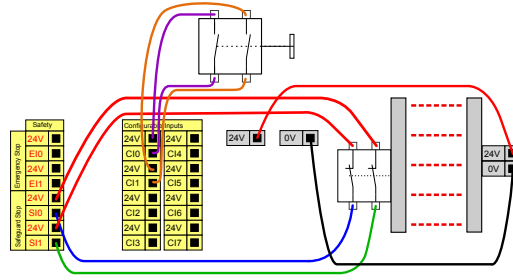 Safety
Emergency Stop
24V
EI0
24V
EI1
Safeguard Stop
24V
SI0
24V
SI1
Configurable Inputs
24V 24V
CI0 CI4
24V 24V
CI1 CI5
24V 24V
CI2 CI6
24V 24V
CI3 CI7
24V 0V
24V
0V